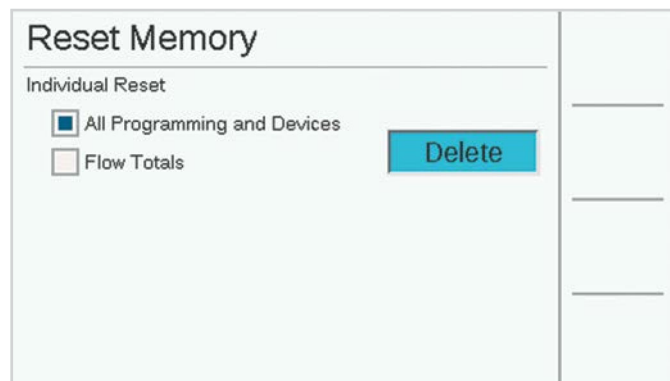 Reset Memory
Individual Reset
All Programming and Devices
Flow Totals
Delete